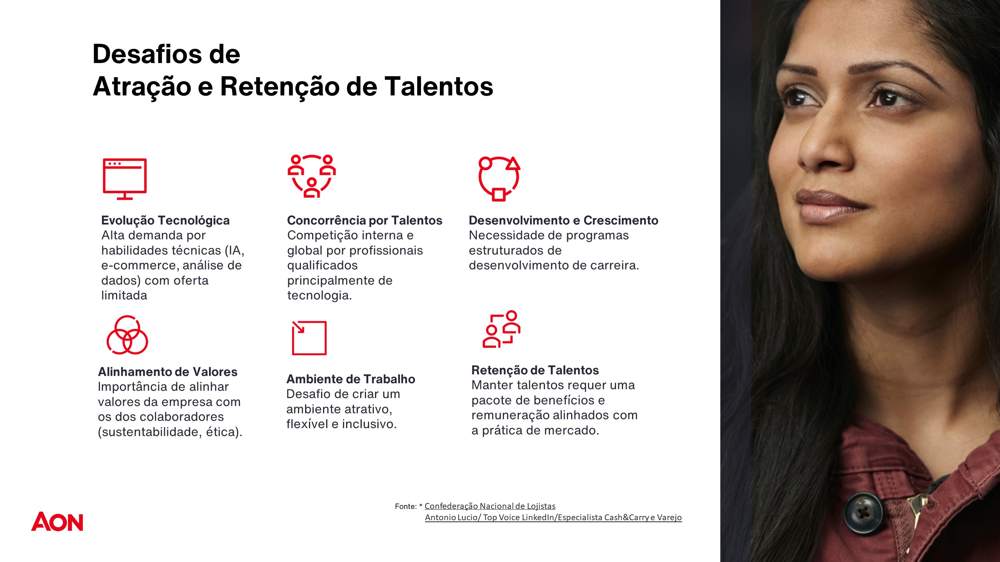 Desafios de
Atração e Retenção de Talentos
Evolução Tecnológica
Alta demanda por
habilidades técnicas (IA,
e-commerce, análise de
dados) com oferta
limitada
Concorrência por Talentos
Competição interna e
global por profissionais
qualificados
principalmente de
tecnologia.
Desenvolvimento e Crescimento
Necessidade de programas
estruturados de
desenvolvimento de carreira.
Alinhamento de Valores
Importância de alinhar
valores da empresa com
os dos colaboradores
(sustentabilidade, ética).
Ambiente de Trabalho
Desafio de criar um
ambiente atrativo,
flexível e inclusivo.
Retenção de Talentos
Manter talentos requer uma
pacote de benefícios e
remuneração alinhados com
a prática de mercado.
Fonte: * Confederação Nacional de Lojistas
Antonio Lucio/ Top Voice LinkedIn/Especialista Cash&Carry e Varejo
AON